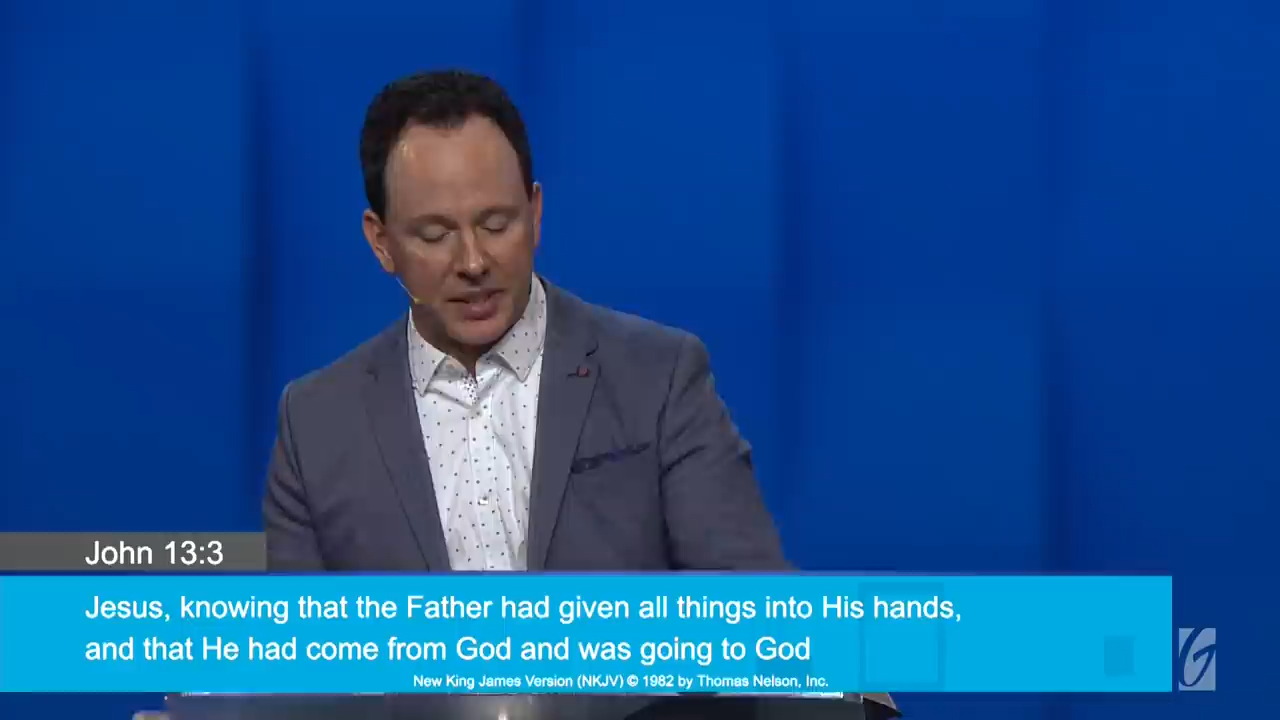 John 13:3
Jesus, knowing that the Father had given all things into His hands,
and that He had come from God and was going to God
New King James Version (NKJV) © 1982 by Thomas Nelson, Inc.
G